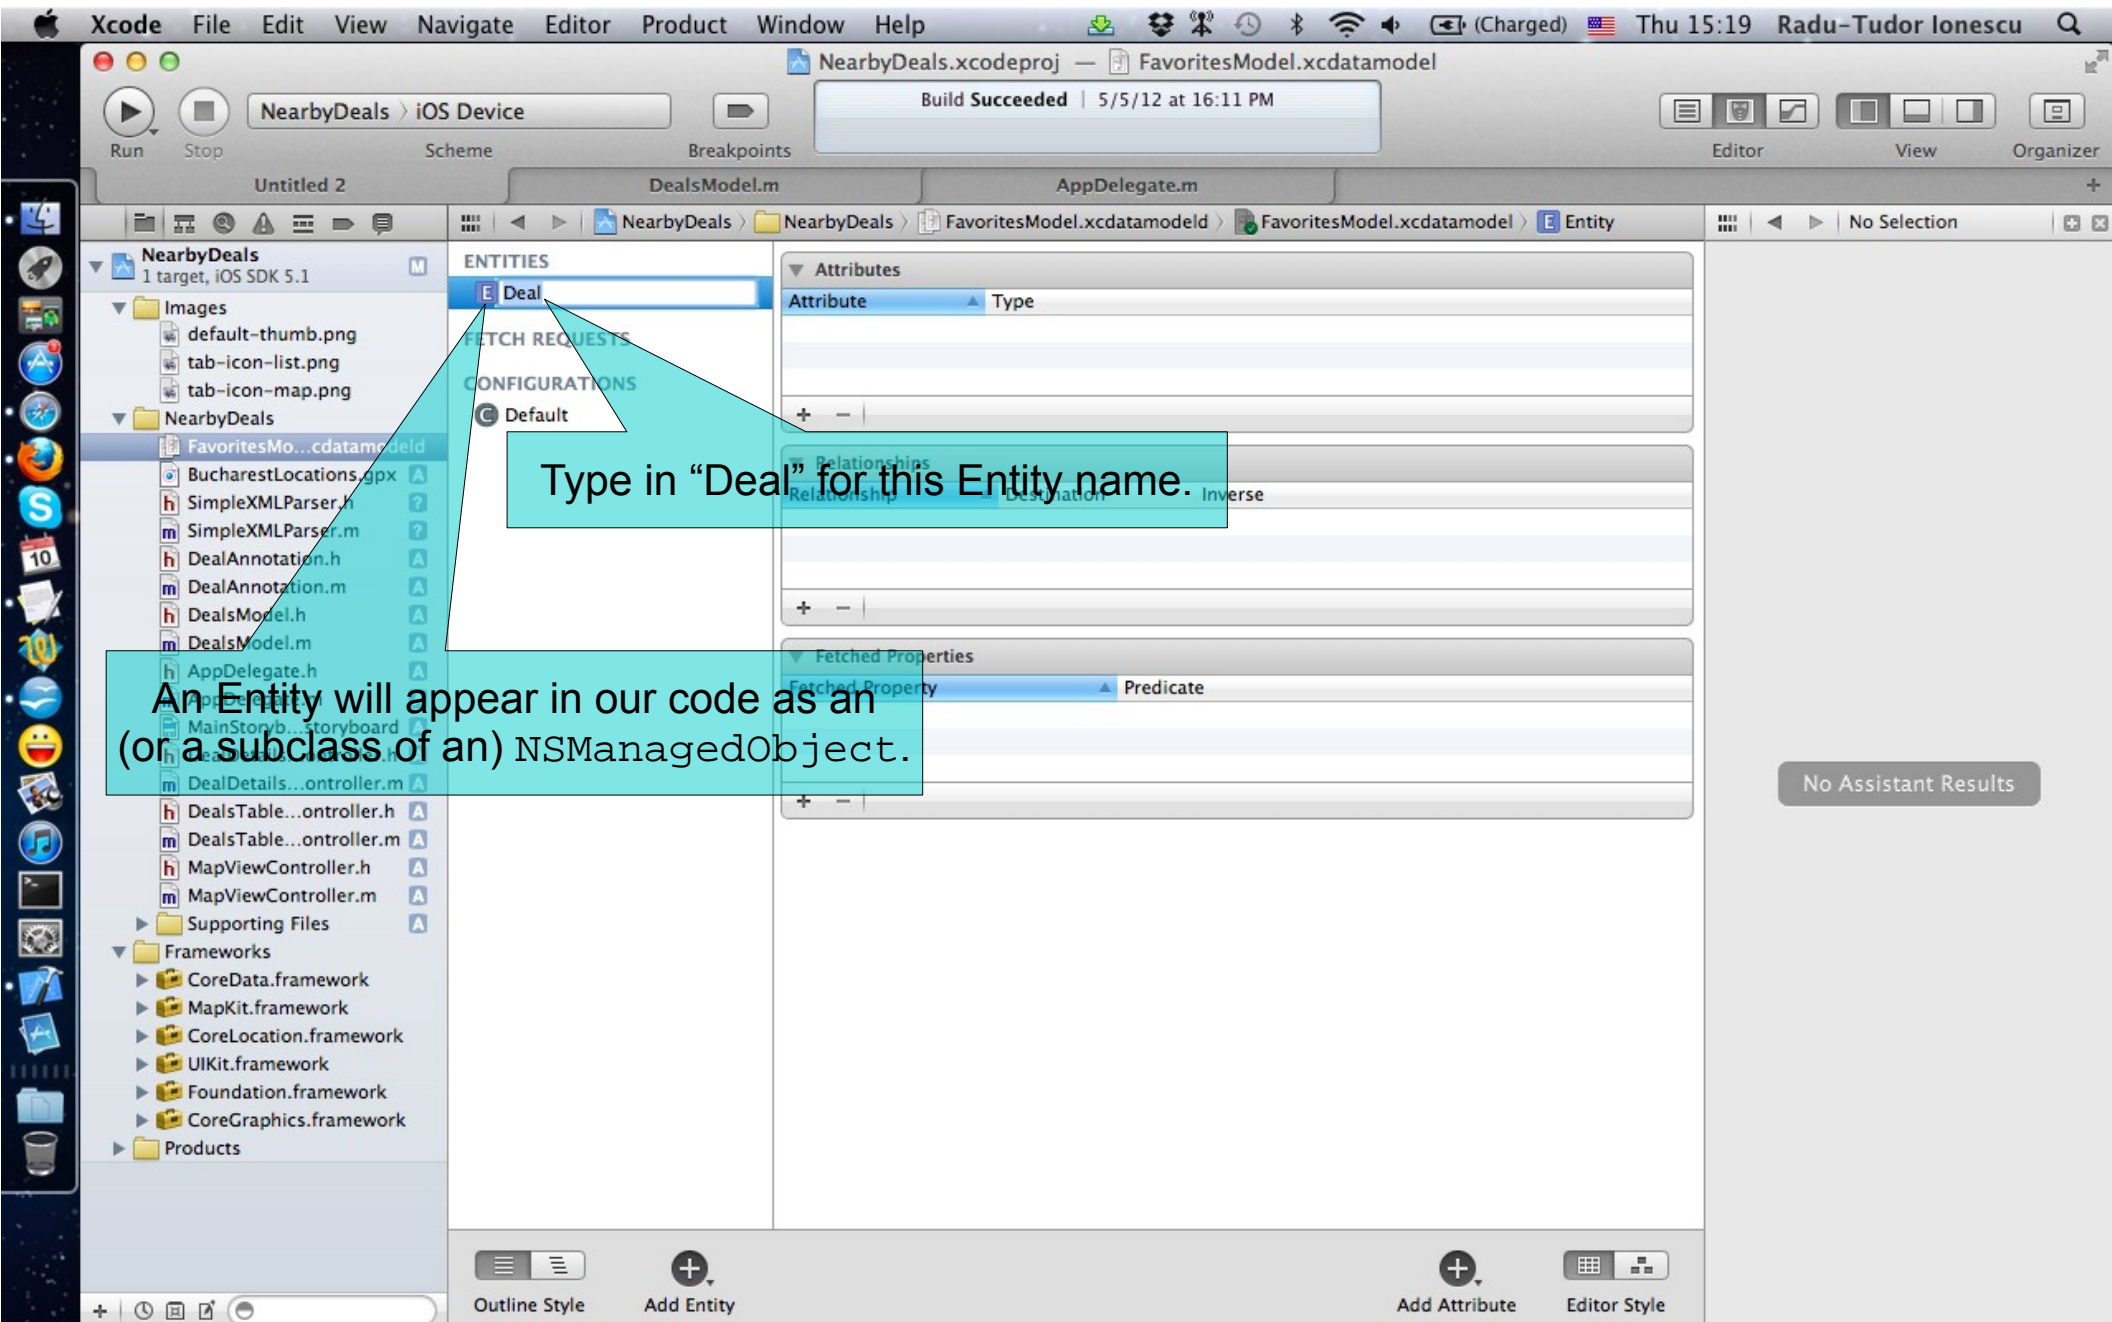 Xcode File Edit View Navigate Editor Product Window Help (Charged) Thu 15:19 Radu-Tudor Ionescu
NearbyDeals.xcodeproj — FavoritesModel.xcdatamodel
NearbyDeals 〉 iOS Device
Build Succeeded | 5/5/12 at 16:11 PM
Run Stop Scheme Breakpoints Editor View Organizer
Untitled 2 DealsModel.m AppDelegate.m +
NearbyDeals 〉 NearbyDeals 〉 FavoritesModel.xcdatamodeld 〉 FavoritesModel.xcdatamodel 〉 E Entity
No Selection
NearbyDeals M
1 target, iOS SDK 5.1
Images
default-thumb.png
tab-icon-list.png
tab-icon-map.png
NearbyDeals
FavoritesMo...cdatamodeld
BucharestLocations.gpx A
h SimpleXMLParser.h ?
m SimpleXMLParser.m ?
h DealAnnotation.h A
m DealAnnotation.m A
h DealsModel.h A
m DealsModel.m A
h AppDelegate.h A
AppDelegate.m
MainStoryb...storyboard A
h DealDetails...ontroller.h
m DealDetails...ontroller.m A
h DealsTable...ontroller.h A
m DealsTable...ontroller.m A
h MapViewController.h A
m MapViewController.m A
Supporting Files A
Frameworks
CoreData.framework
MapKit.framework
CoreLocation.framework
UIKit.framework
Foundation.framework
CoreGraphics.framework
Products
10
ENTITIES
E Deal
FETCH REQUESTS
CONFIGURATIONS
C Default
Attributes
Attribute Type
+ −
Relationships
Relationship Destination Inverse
+ −
Fetched Properties
Fetched Property Predicate
+ −
Type in “Deal” for this Entity name.
An Entity will appear in our code as an
(or a subclass of an) NSManagedObject.
No Assistant Results
Outline Style Add Entity Add Attribute Editor Style